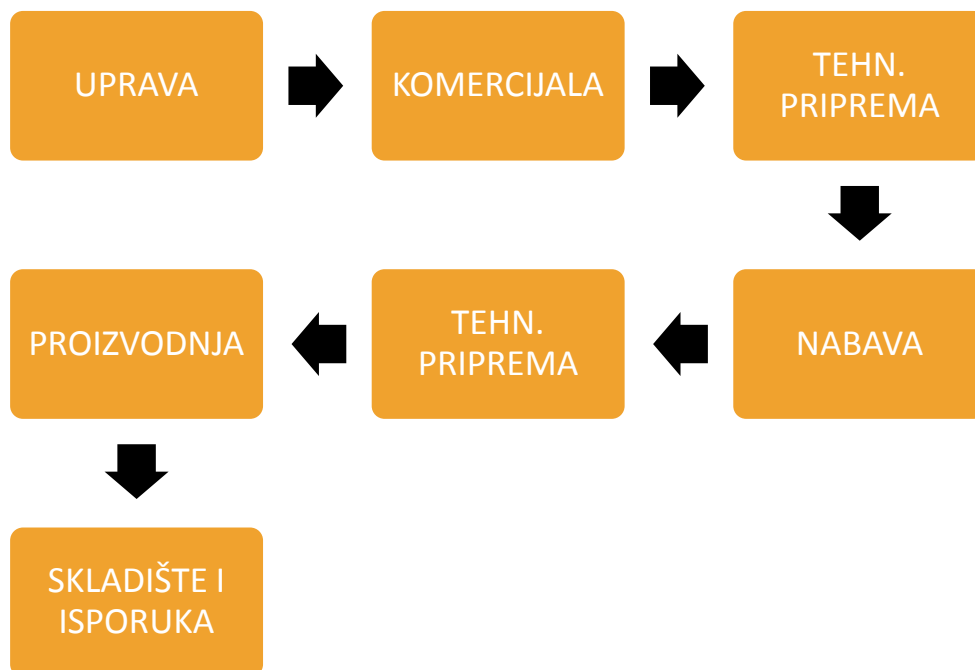 UPRAVA
KOMERCIJALA
TEHN.
PRIPREMA
NABAVA
TEHN.
PRIPREMA
PROIZVODNJA
SKLADIŠTE I
ISPORUKA